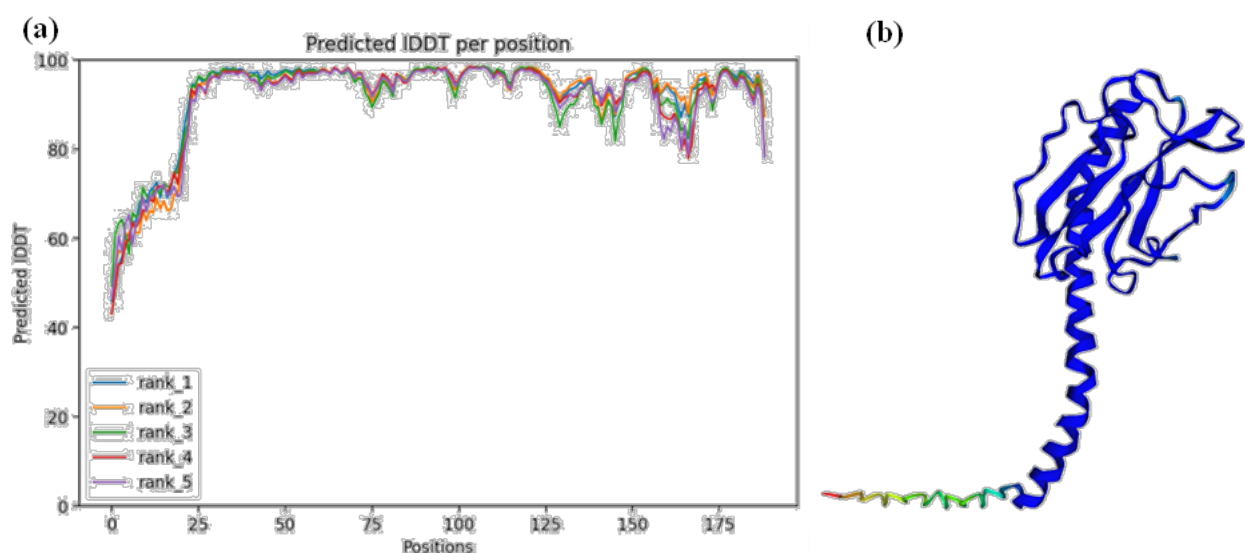 (a)
(b)
Predicted lDDT per position
Predicted lDDT
100
80
60
40
20
0
rank_1
rank_2
rank_3
rank_4
rank_5
0 25 50 75 100 125 150 175
Positions